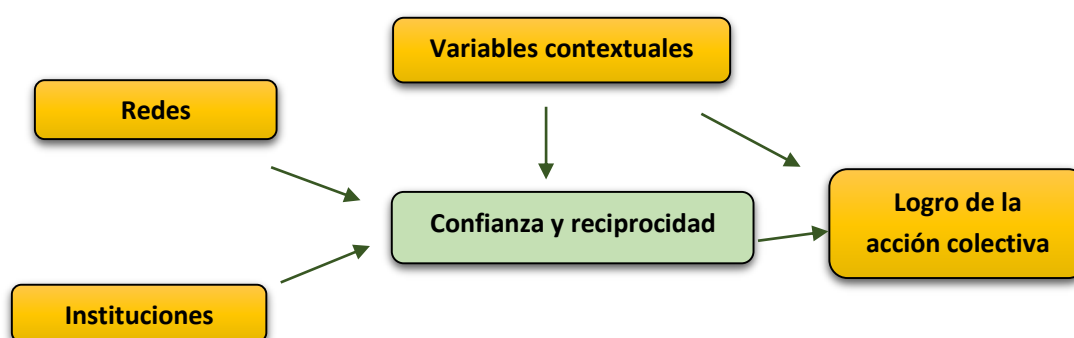 Variables contextuales
Redes
Confianza y reciprocidad
Logro de la
acción colectiva
Instituciones